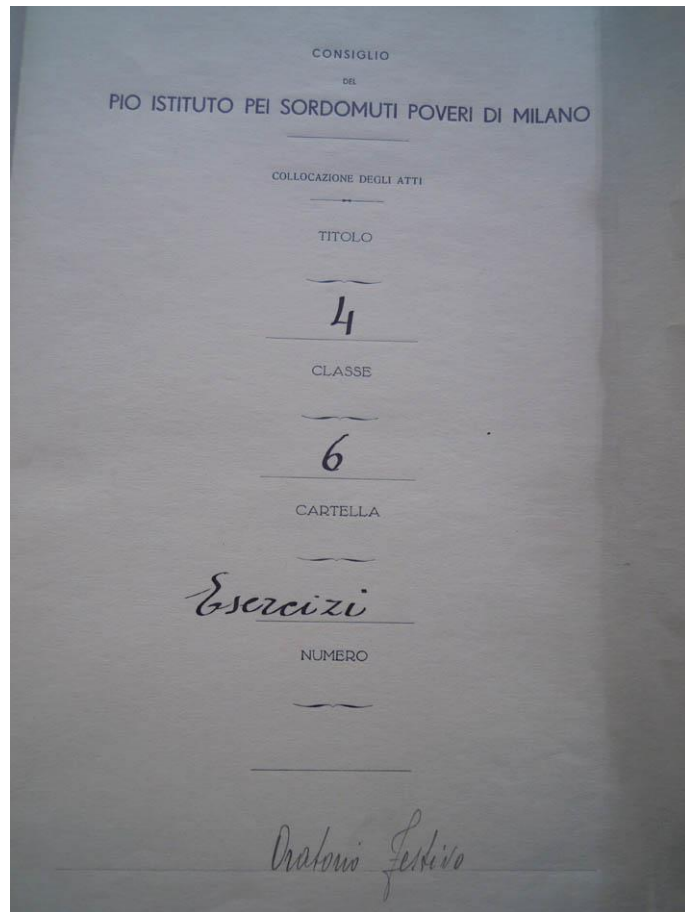 CONSIGLIO
DEL
PIO ISTITUTO PEI SORDOMUTI POVERI DI MILANO
COLLOCAZIONE DEGLI ATTI
TITOLO
4
CLASSE
6
CARTELLA
Esercizi
NUMERO
Oratorio Festivo